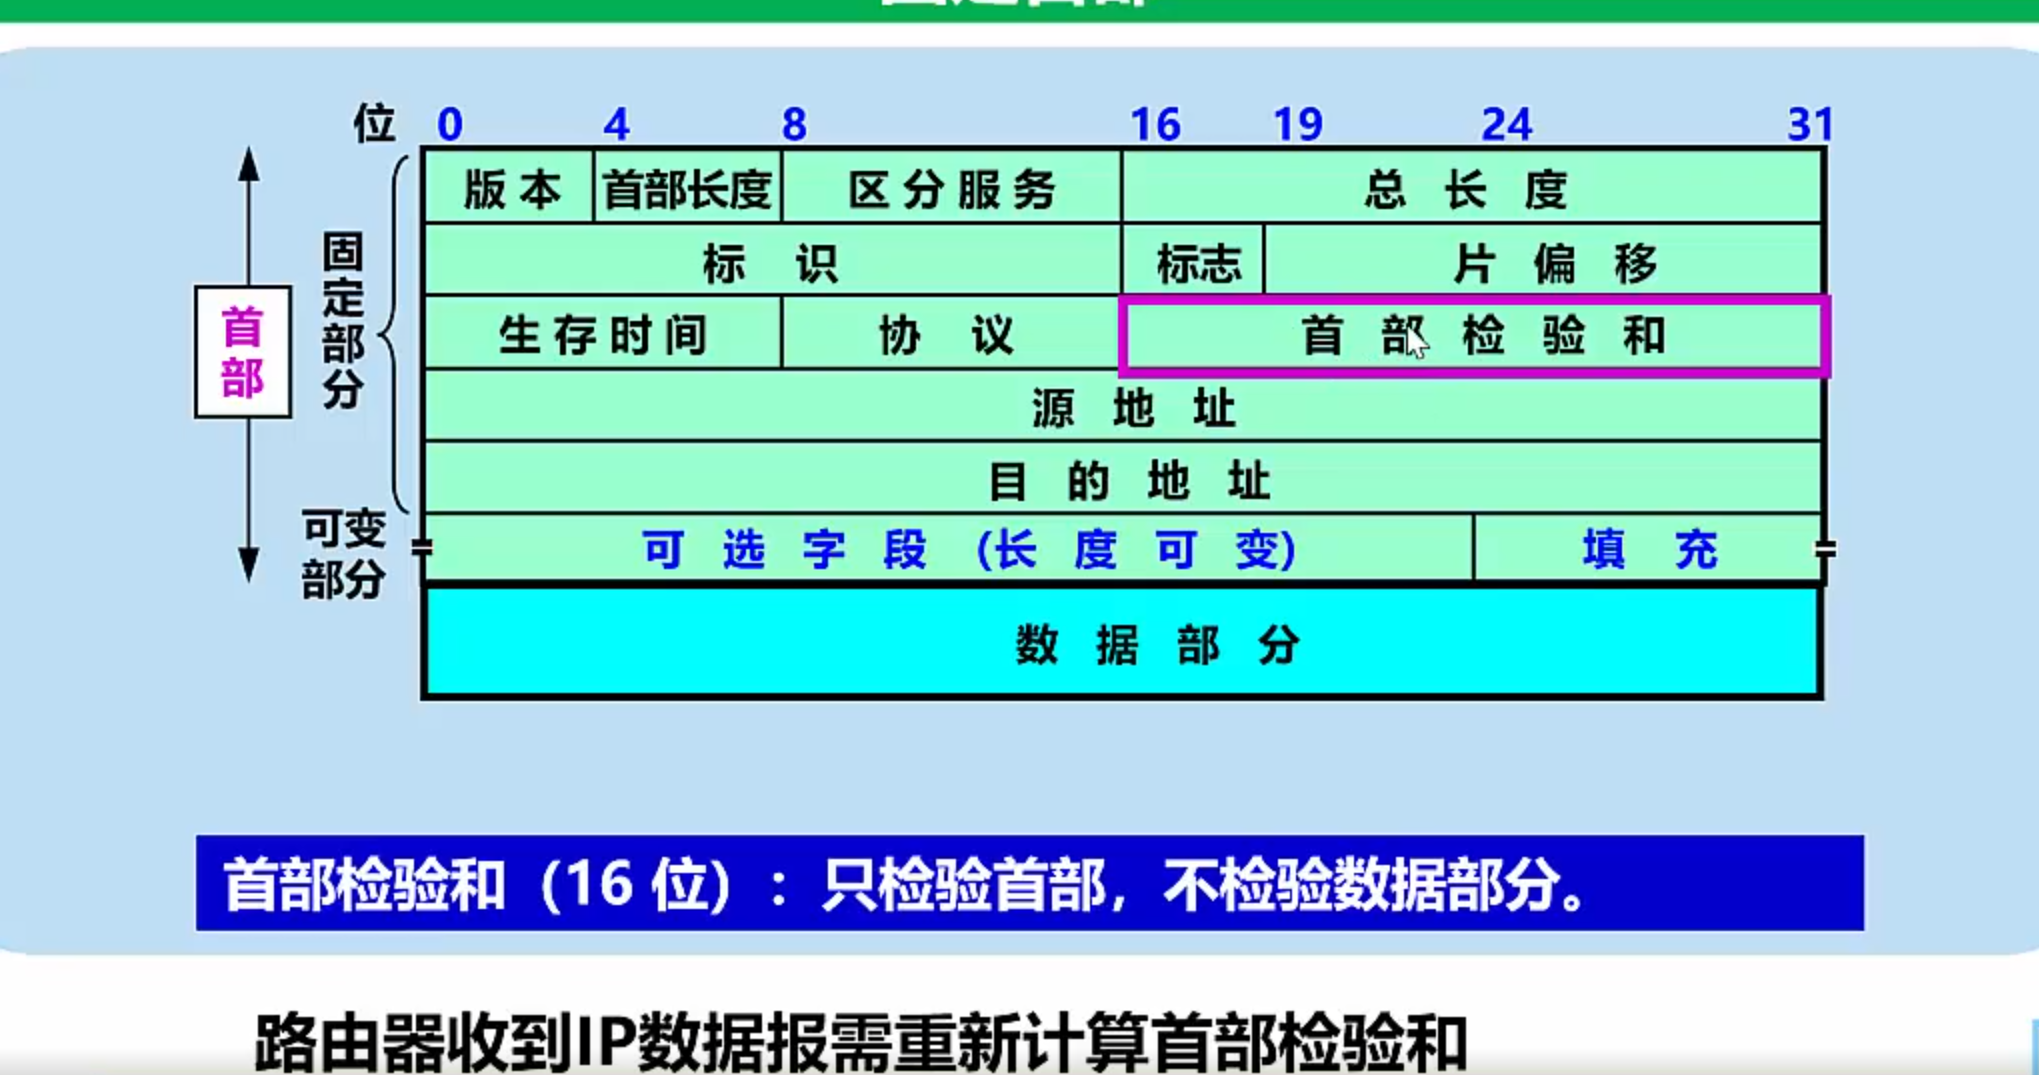 位 0 4 8 16 19 24 31
版本 首部长度 区分服务 总长度
标识 标志 片偏移
生存时间 协议 首部检验和
源地址
目的地址
可选字段 (长度可变) 填充
数据部分
首部
固定部分
可变部分
首部检验和（16 位）：只检验首部，不检验数据部分。
路由器收到IP数据报需重新计算首部检验和